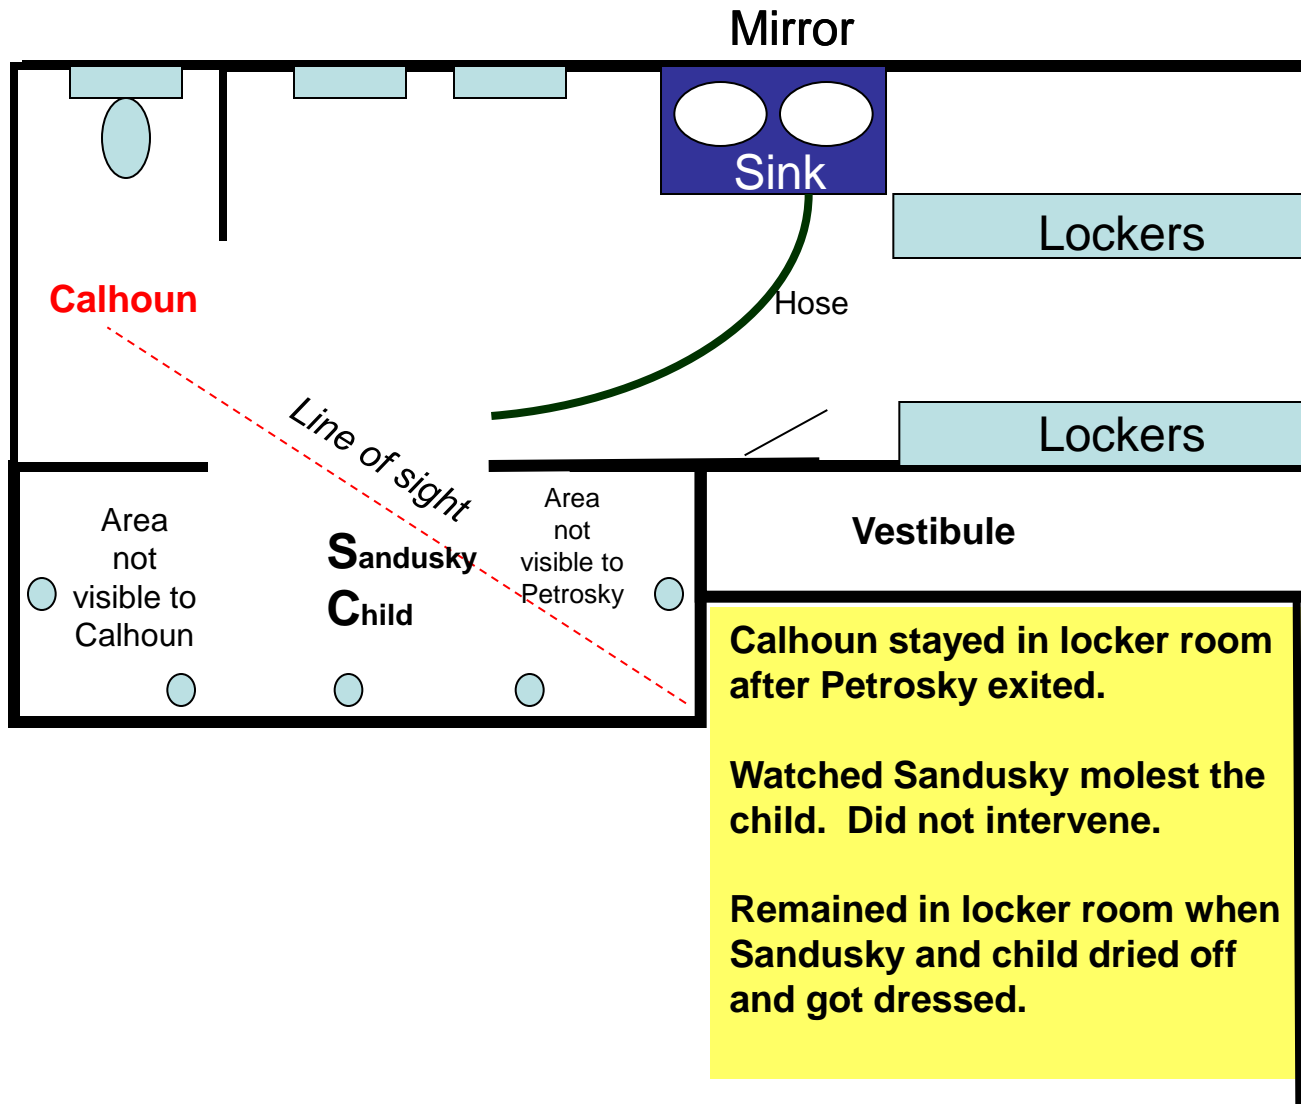 Mirror
Sink
Lockers
Calhoun
Hose
Line of sight
Lockers
Area
not
visible to
Calhoun
Sandusky
Child
Area
not
visible to
Petrosky
Vestibule
Calhoun stayed in locker room
after Petrosky exited.
Watched Sandusky molest the
child.  Did not intervene.
Remained in locker room when
Sandusky and child dried off
and got dressed.